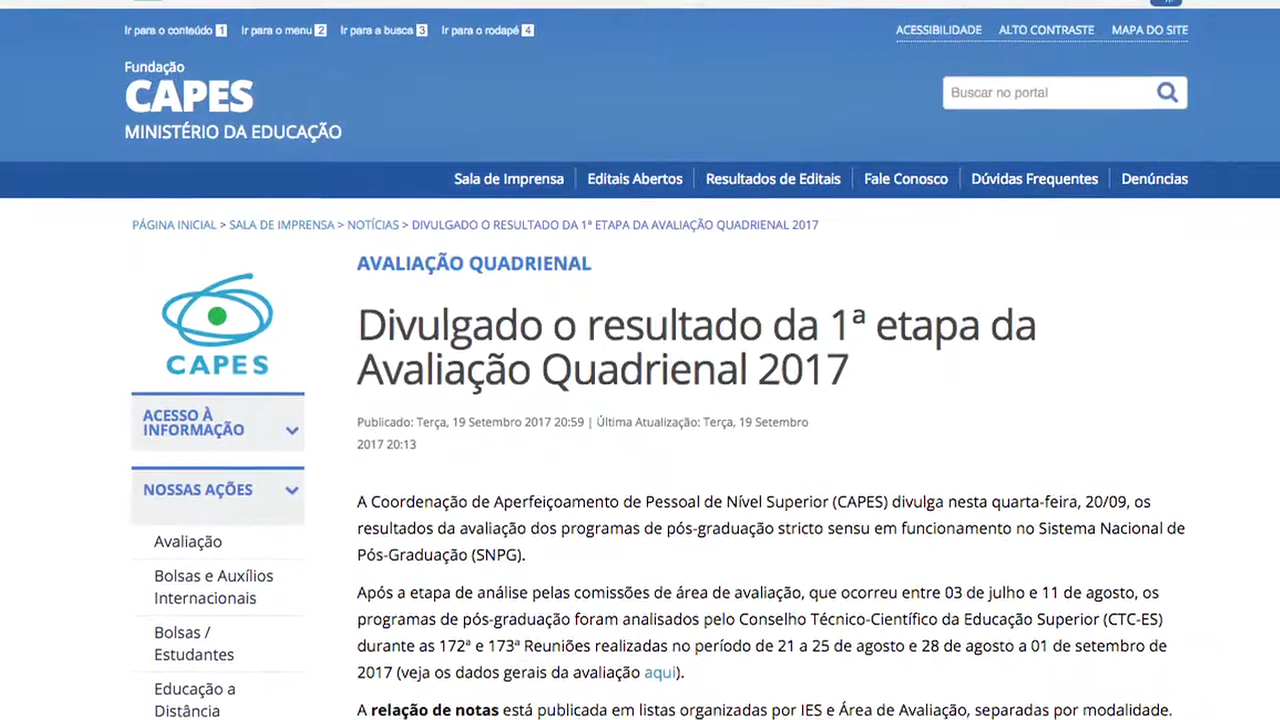 Ir para o conteúdo 1 Ir para o menu 2 Ir para a busca 3 Ir para o rodapé 4
ACESSIBILIDADE ALTO CONTRASTE MAPA DO SITE
Fundação
CAPES
MINISTÉRIO DA EDUCAÇÃO
Buscar no portal
Sala de Imprensa Editais Abertos Resultados de Editais Fale Conosco Dúvidas Frequentes Denúncias
PÁGINA INICIAL > SALA DE IMPRENSA > NOTÍCIAS > DIVULGADO O RESULTADO DA 1ª ETAPA DA AVALIAÇÃO QUADRIENAL 2017
CAPES
ACESSO À
INFORMAÇÃO
NOSSAS AÇÕES
Avaliação
Bolsas e Auxílios
Internacionais
Bolsas /
Estudantes
Educação a
Distância
AVALIAÇÃO QUADRIENAL
Divulgado o resultado da 1ª etapa da
Avaliação Quadrienal 2017
Publicado: Terça, 19 Setembro 2017 20:59 | Última Atualização: Terça, 19 Setembro
2017 20:13
A Coordenação de Aperfeiçoamento de Pessoal de Nível Superior (CAPES) divulga nesta quarta-feira, 20/09, os
resultados da avaliação dos programas de pós-graduação stricto sensu em funcionamento no Sistema Nacional de
Pós-Graduação (SNPG).
Após a etapa de análise pelas comissões de área de avaliação, que ocorreu entre 03 de julho e 11 de agosto, os
programas de pós-graduação foram analisados pelo Conselho Técnico-Científico da Educação Superior (CTC-ES)
durante as 172ª e 173ª Reuniões realizadas no período de 21 a 25 de agosto e 28 de agosto a 01 de setembro de
2017 (veja os dados gerais da avaliação aqui).
A relação de notas está publicada em listas organizadas por IES e Área de Avaliação, separadas por modalidade.